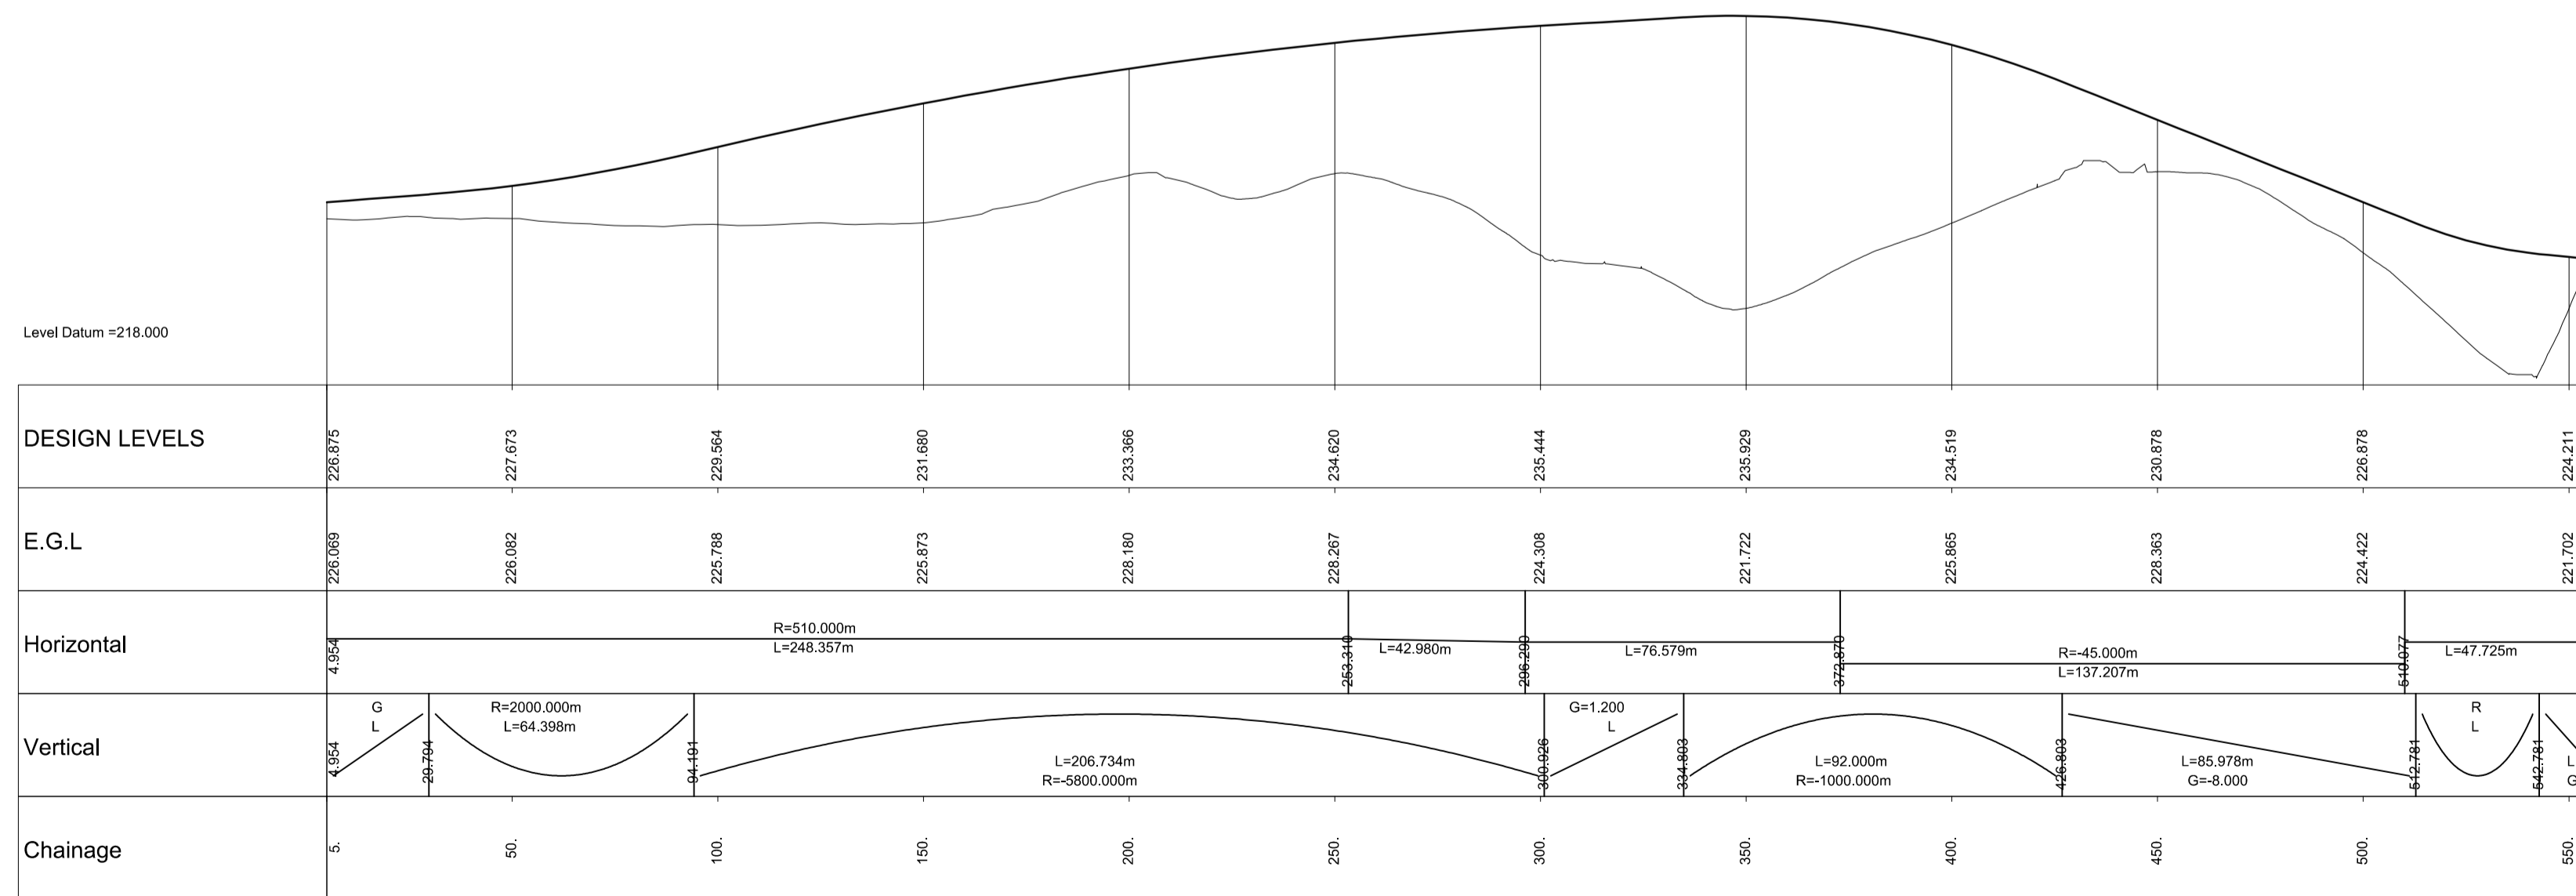 Level Datum =218.000
DESIGN LEVELS
226.875 227.673 229.564 231.680 233.366 234.620 235.444 235.929 234.519 230.878 226.878 224.211
E.G.L
226.069 226.082 225.788 225.873 228.180 228.267 224.308 221.722 225.865 228.363 224.422 221.702
Horizontal
4.954 253.310 296.290 372.870 510.077
R=510.000m
L=248.357m
L=42.980m
L=76.579m
R=-45.000m
L=137.207m
L=47.725m
Vertical
4.954 29.794 94.191 300.926 334.803 426.803 512.781 542.781
G
L
R=2000.000m
L=64.398m
L=206.734m
R=-5800.000m
G=1.200
L
L=92.000m
R=-1000.000m
L=85.978m
G=-8.000
R
L
L
G
Chainage
5. 50. 100. 150. 200. 250. 300. 350. 400. 450. 500. 550.